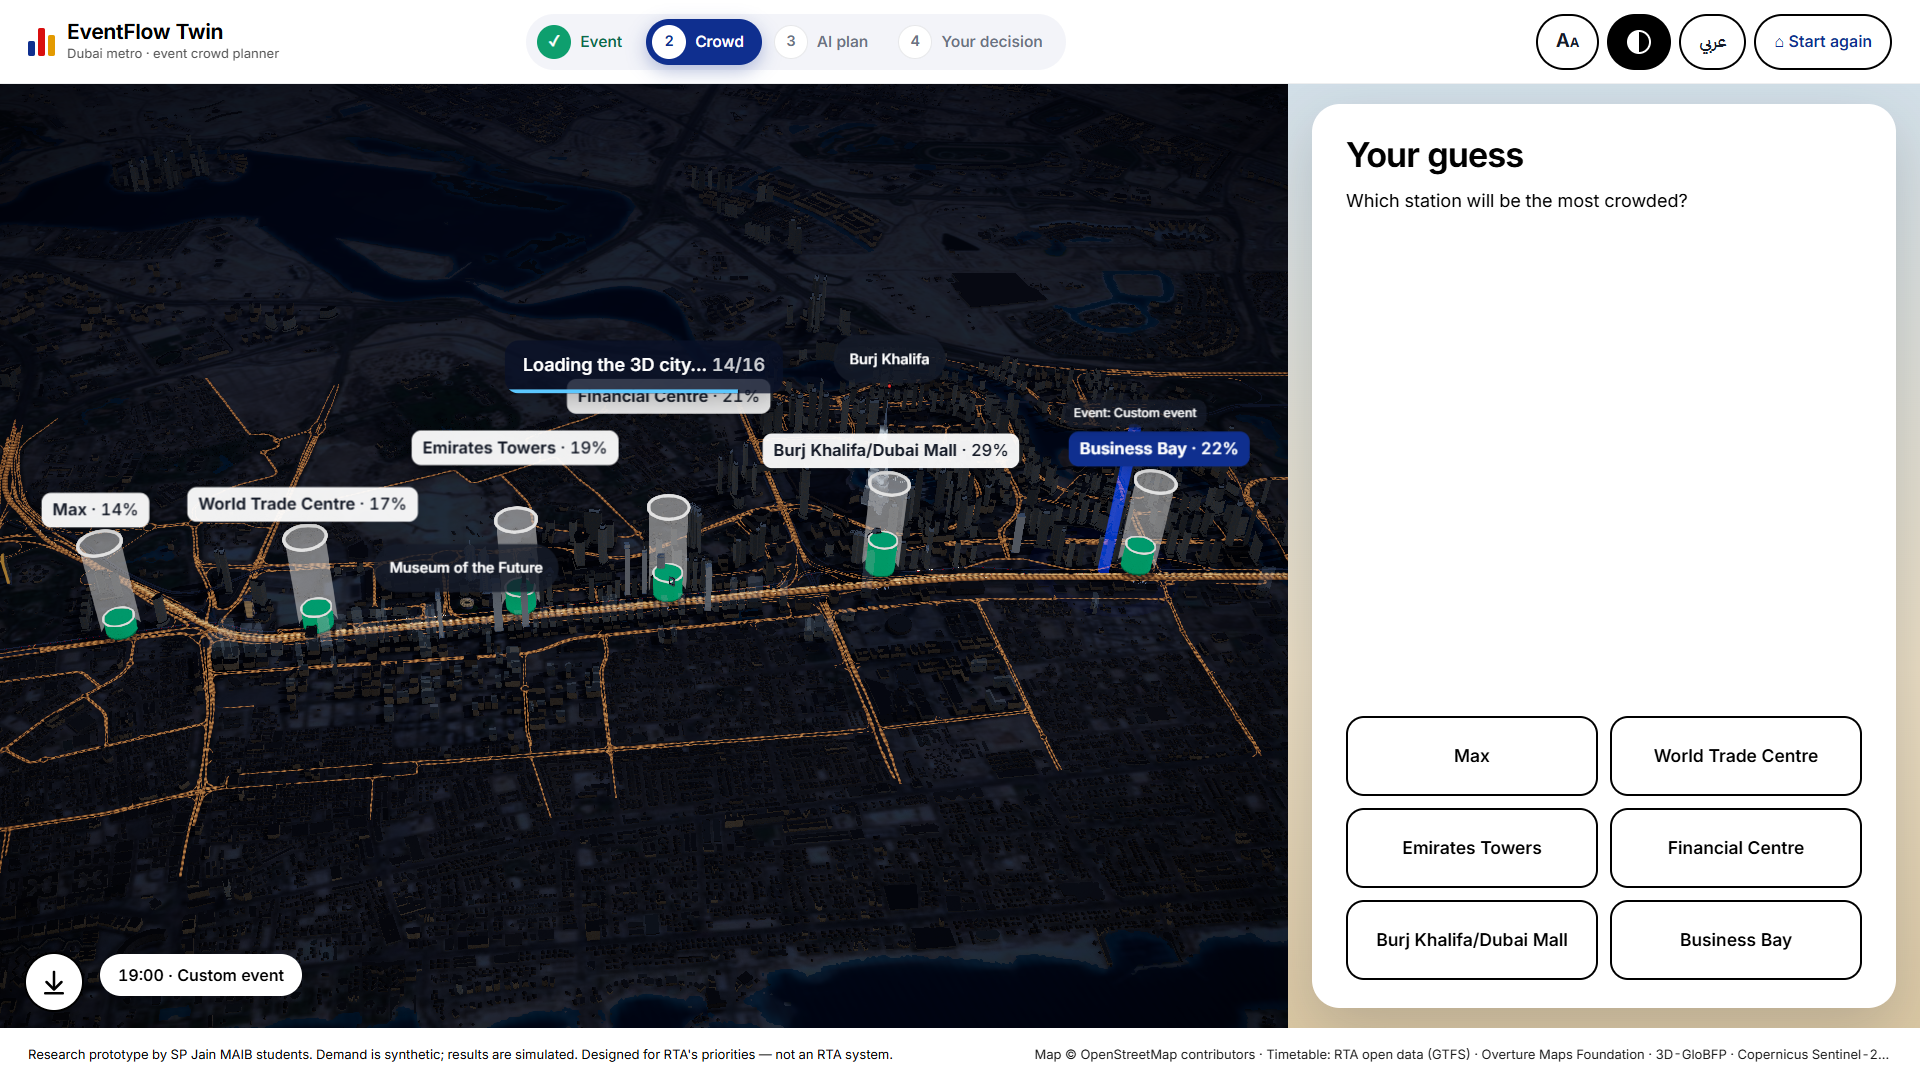 EventFlow Twin
Dubai metro · event crowd planner
✓ Event
2 Crowd
3 AI plan
4 Your decision
AA
عربي
⌂ Start again
Loading the 3D city... 14/16
Burj Khalifa
Financial Centre · 21%
Event: Custom event
Emirates Towers · 19%
Burj Khalifa/Dubai Mall · 29%
Business Bay · 22%
Max · 14%
World Trade Centre · 17%
Museum of the Future
19:00 · Custom event
Your guess
Which station will be the most crowded?
Max
World Trade Centre
Emirates Towers
Financial Centre
Burj Khalifa/Dubai Mall
Business Bay
Research prototype by SP Jain MAIB students. Demand is synthetic; results are simulated. Designed for RTA's priorities — not an RTA system.
Map © OpenStreetMap contributors · Timetable: RTA open data (GTFS) · Overture Maps Foundation · 3D-GloBFP · Copernicus Sentinel-2...